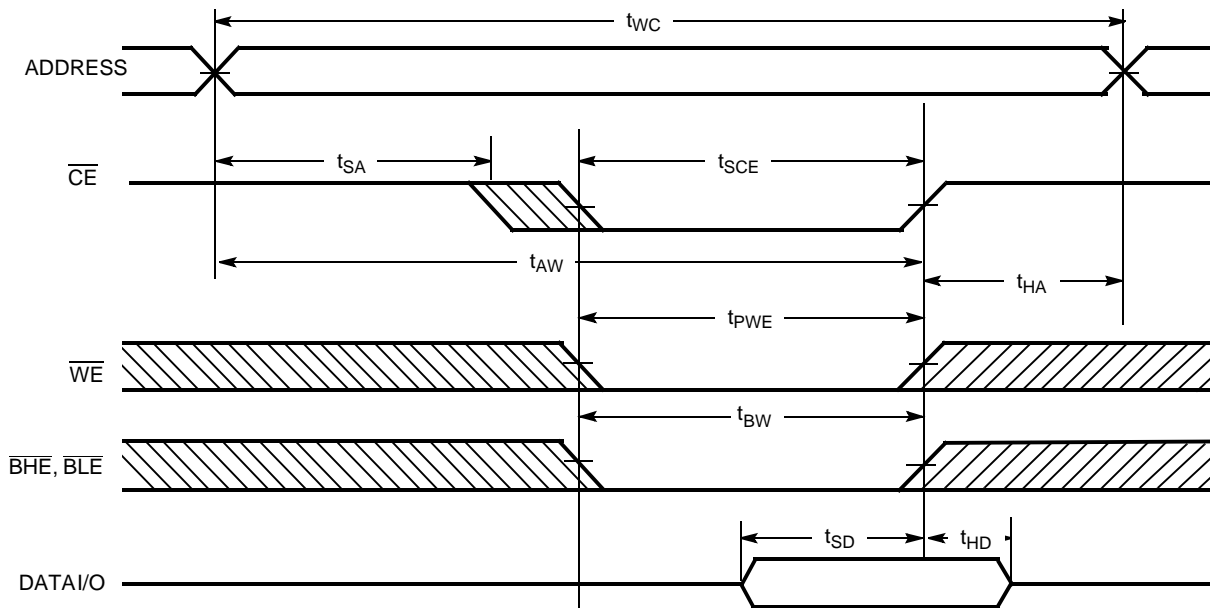 tWC
ADDRESS
tSA
tSCE
CE
tAW
tHA
tPWE
WE
tBW
BHE, BLE
tSD
tHD
DATAI/O